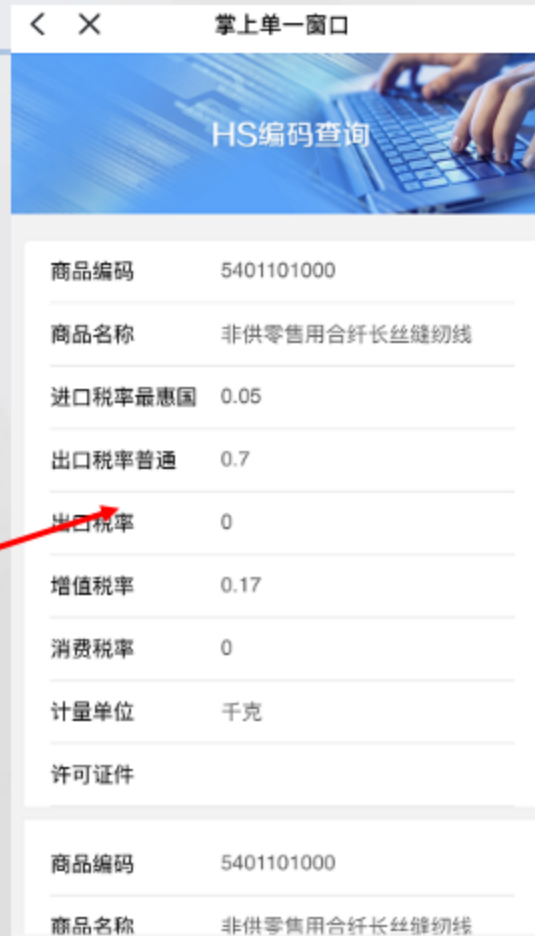 掌上单一窗口
HS编码查询
商品编码 5401101000
商品名称 非供零售用合纤长丝缝纫线
进口税率最惠国 0.05
出口税率普通 0.7
出口税率 0
增值税率 0.17
消费税率 0
计量单位 千克
许可证件
商品编码 5401101000
商品名称 非供零售用合纤长丝缝纫线